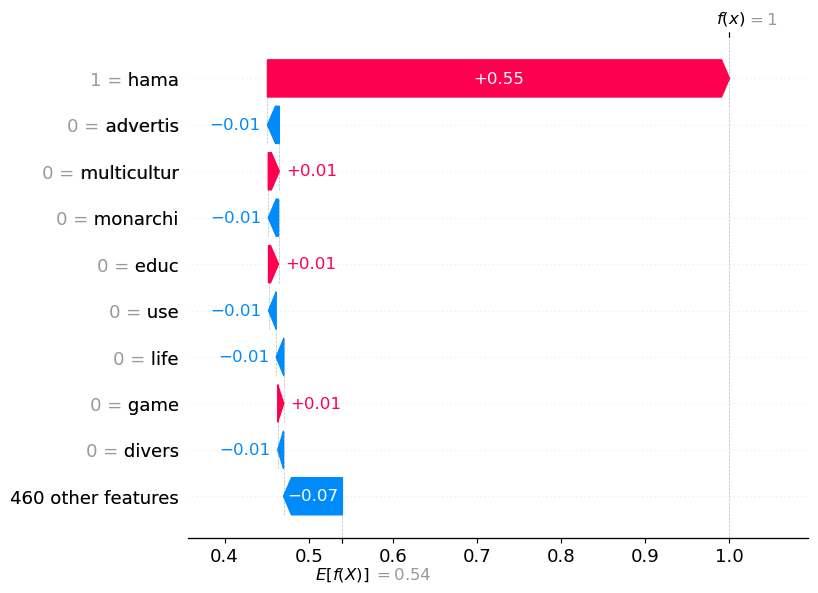 f(x) = 1
1 = hama
+0.55
0 = advertis
−0.01
0 = multicultur
+0.01
0 = monarchi
−0.01
0 = educ
+0.01
0 = use
−0.01
0 = life
−0.01
0 = game
+0.01
0 = divers
−0.01
460 other features
−0.07
0.4 0.5 0.6 0.7 0.8 0.9 1.0
E[f(X)] = 0.54